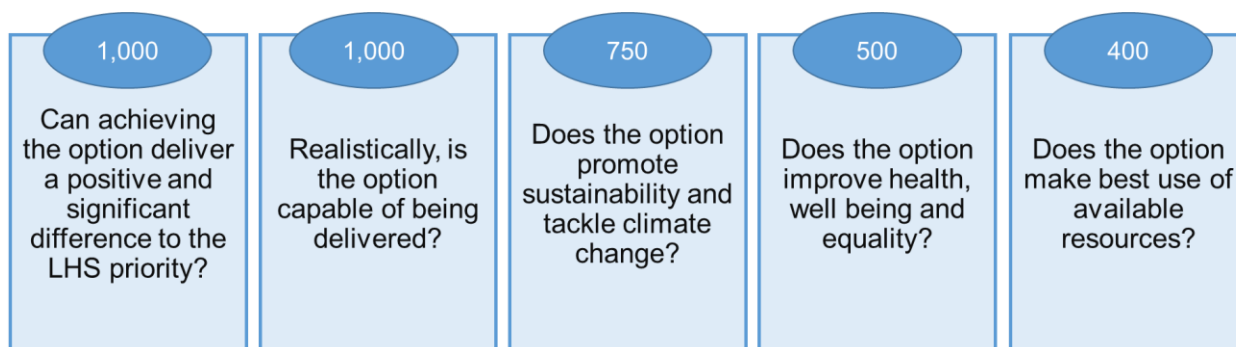 1,000
Can achieving
the option deliver
a positive and
significant
difference to the
LHS priority?
1,000
Realistically, is
the option
capable of being
delivered?
750
Does the option
promote
sustainability and
tackle climate
change?
500
Does the option
improve health,
well being and
equality?
400
Does the option
make best use of
available
resources?